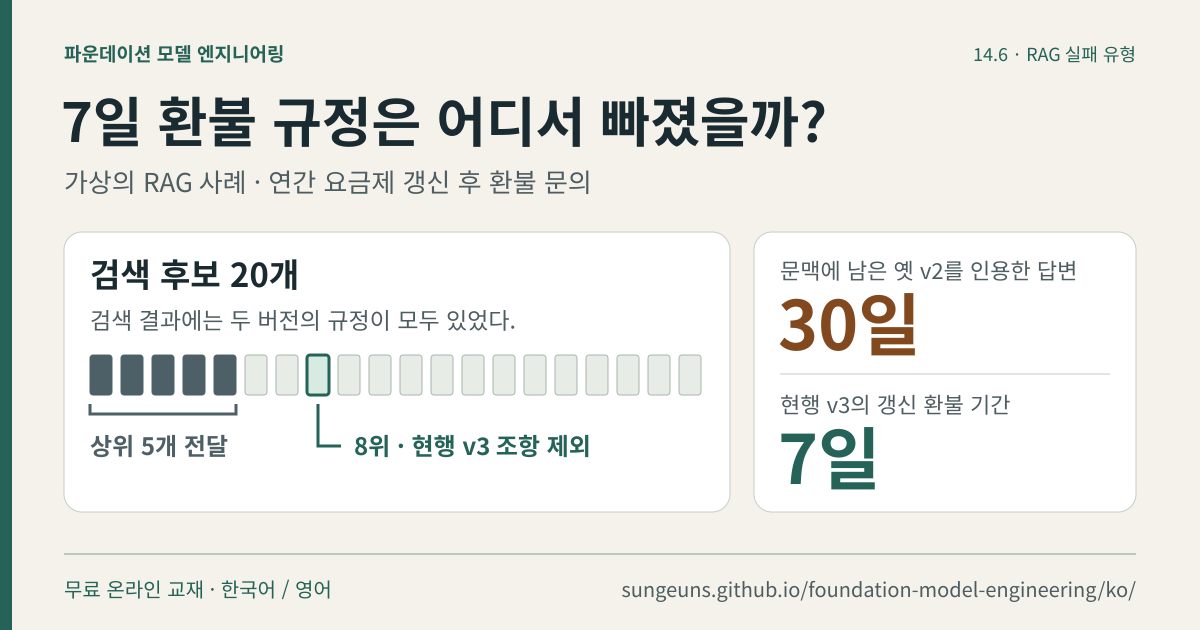 파운데이션 모델 엔지니어링
14.6 · RAG 실패 유형
7일 환불 규정은 어디서 빠졌을까?
가상의 RAG 사례 · 연간 요금제 갱신 후 환불 문의
검색 후보 20개
검색 결과에는 두 버전의 규정이 모두 있었다.
상위 5개 전달
8위 · 현행 v3 조항 제외
문맥에 남은 옛 v2를 인용한 답변
30일
현행 v3의 갱신 환불 기간
7일
무료 온라인 교재 · 한국어 / 영어
sungeuns.github.io/foundation-model-engineering/ko/